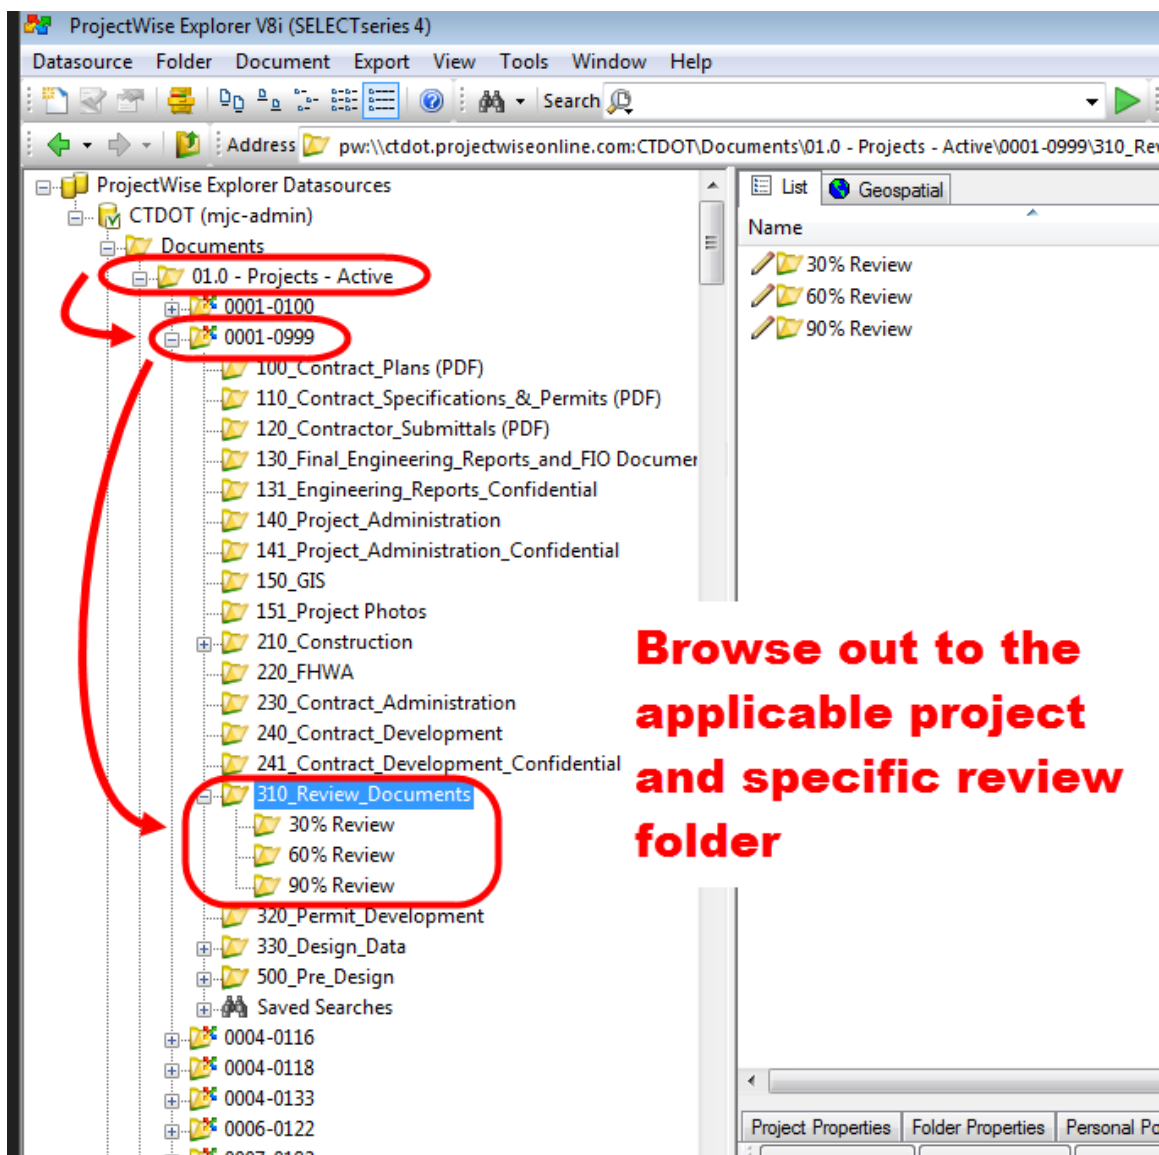 ProjectWise Explorer V8i (SELECTseries 4)
Datasource Folder Document Export View Tools Window Help
Search
Address pw:\\ctdot.projectwiseonline.com:CTDOT\Documents\01.0 - Projects - Active\0001-0999\310_Rev
ProjectWise Explorer Datasources
CTDOT (mjc-admin)
Documents
01.0 - Projects - Active
0001-0100
0001-0999
100_Contract_Plans (PDF)
110_Contract_Specifications_&_Permits (PDF)
120_Contractor_Submittals (PDF)
130_Final_Engineering_Reports_and_FIO Documen
131_Engineering_Reports_Confidential
140_Project_Administration
141_Project_Administration_Confidential
150_GIS
151_Project Photos
210_Construction
220_FHWA
230_Contract_Administration
240_Contract_Development
241_Contract_Development_Confidential
310_Review_Documents
30% Review
60% Review
90% Review
320_Permit_Development
330_Design_Data
500_Pre_Design
Saved Searches
0004-0116
0004-0118
0004-0133
0006-0122
List Geospatial
Name
30% Review
60% Review
90% Review
Browse out to the
applicable project
and specific review
folder
Project Properties Folder Properties Personal Po